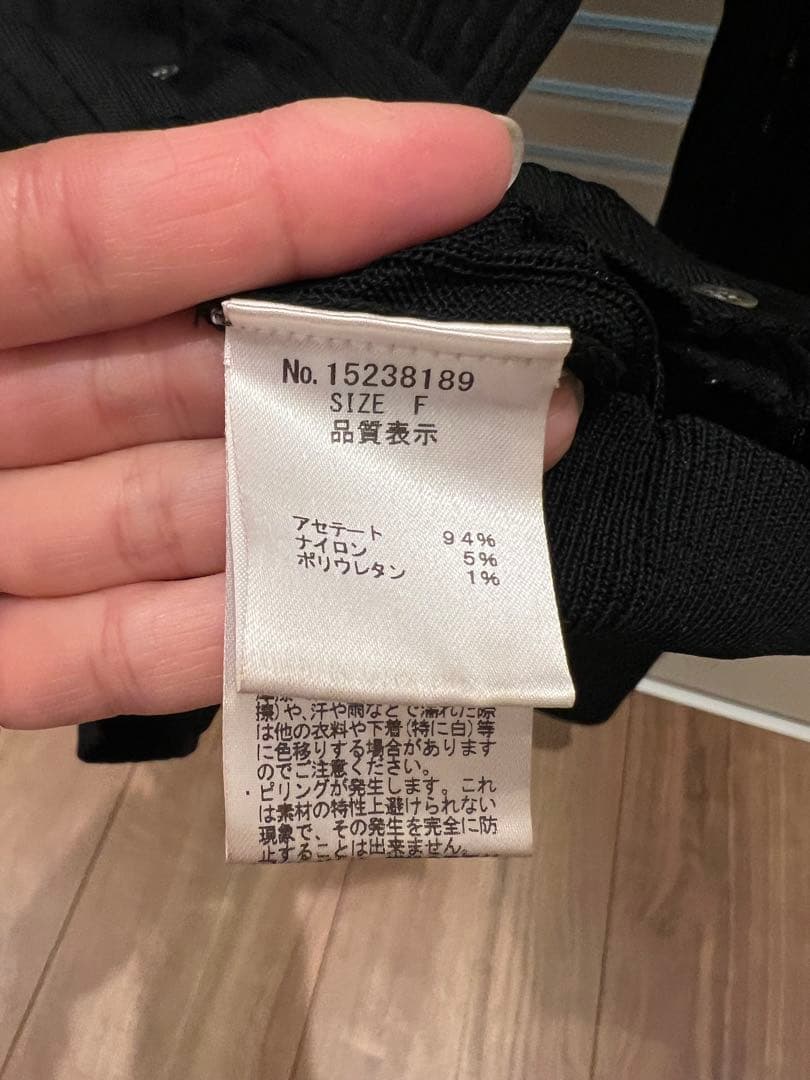 No. 15238189
SIZE F
品質表示
アセテート 94%
ナイロン 5%
ポリウレタン 1%
擦)や、汗や雨などで濡れた際
は他の衣料や下着(特に白)等
に色移りする場合があります
のでご注意ください。
・ピリングが発生します。これ
は素材の特性上避けられない
現象で、その発生を完全に防
止することは出来ません。